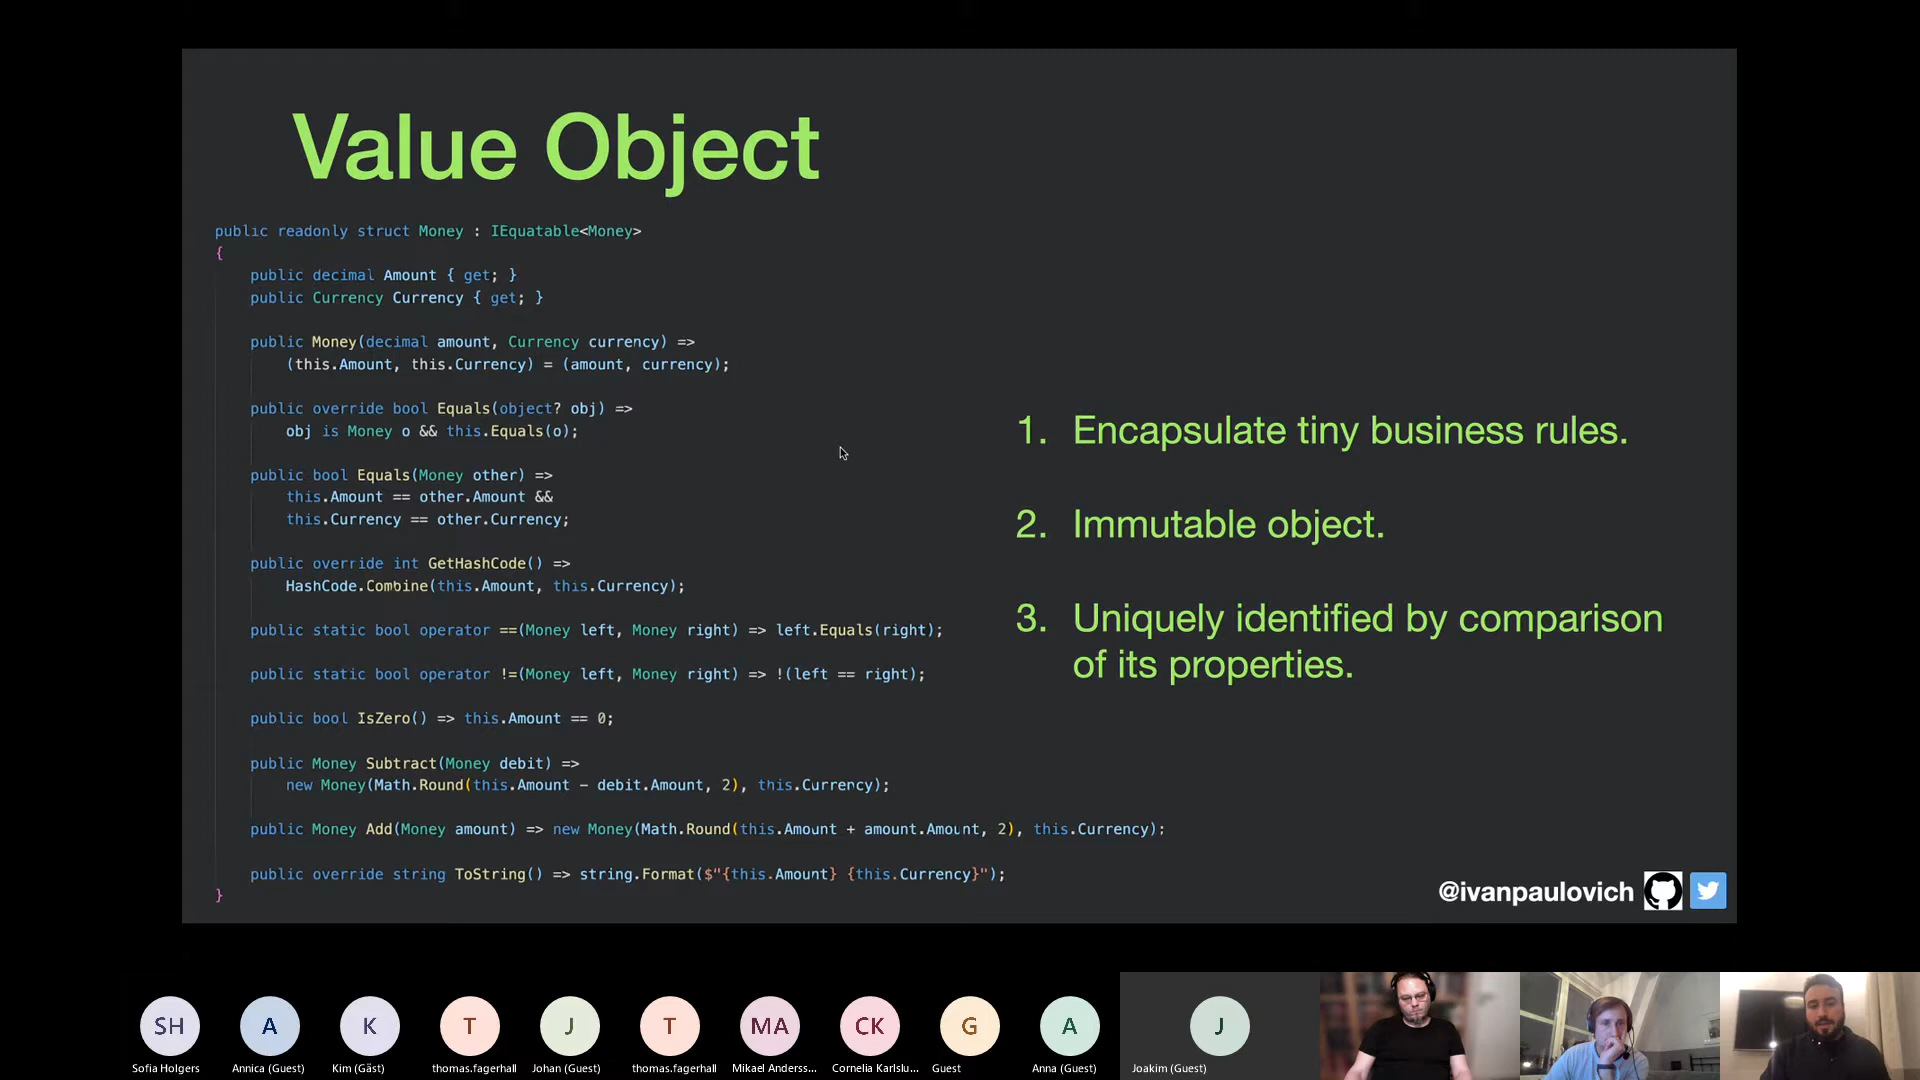 Value Object
public readonly struct Money : IEquatable<Money>
{
public decimal Amount { get; }
public Currency Currency { get; }
public Money(decimal amount, Currency currency) =>
(this.Amount, this.Currency) = (amount, currency);
public override bool Equals(object? obj) =>
obj is Money o && this.Equals(o);
public bool Equals(Money other) =>
this.Amount == other.Amount &&
this.Currency == other.Currency;
public override int GetHashCode() =>
HashCode.Combine(this.Amount, this.Currency);
public static bool operator ==(Money left, Money right) => left.Equals(right);
public static bool operator !=(Money left, Money right) => !(left == right);
public bool IsZero() => this.Amount == 0;
public Money Subtract(Money debit) =>
new Money(Math.Round(this.Amount - debit.Amount, 2), this.Currency);
public Money Add(Money amount) => new Money(Math.Round(this.Amount + amount.Amount, 2), this.Currency);
public override string ToString() => string.Format($"{this.Amount} {this.Currency}");
}
1. Encapsulate tiny business rules.
2. Immutable object.
3. Uniquely identified by comparison
of its properties.
@ivanpaulovich
SH
A
K
T
J
T
MA
CK
G
A
J
Sofia Holgers
Annica (Guest)
Kim (Gäst)
thomas.fagerhall
Johan (Guest)
thomas.fagerhall
Mikael Anderss...
Cornelia Karlslu...
Guest
Anna (Guest)
Joakim (Guest)